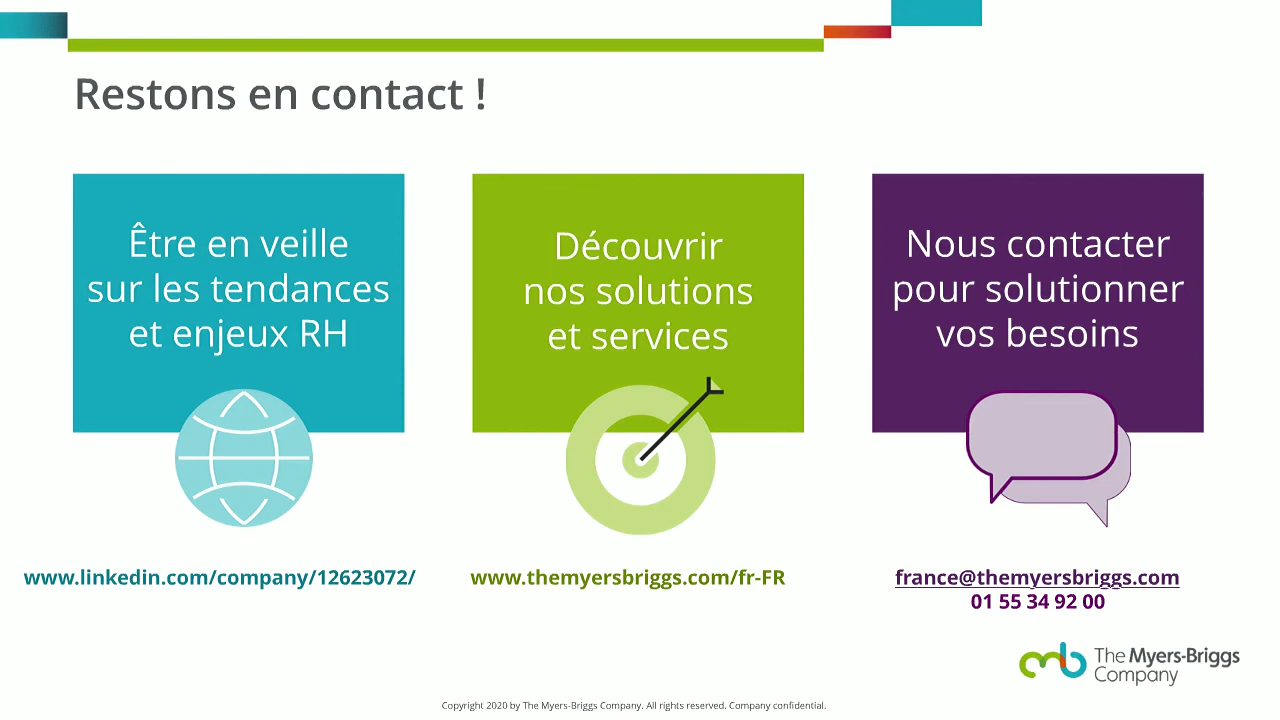 Restons en contact !
Être en veille
sur les tendances
et enjeux RH
Découvrir
nos solutions
et services
Nous contacter
pour solutionner
vos besoins
www.linkedin.com/company/12623072/
www.themyersbriggs.com/fr-FR
france@themyersbriggs.com
01 55 34 92 00
The Myers-Briggs
Company
Copyright 2020 by The Myers-Briggs Company. All rights reserved. Company confidential.